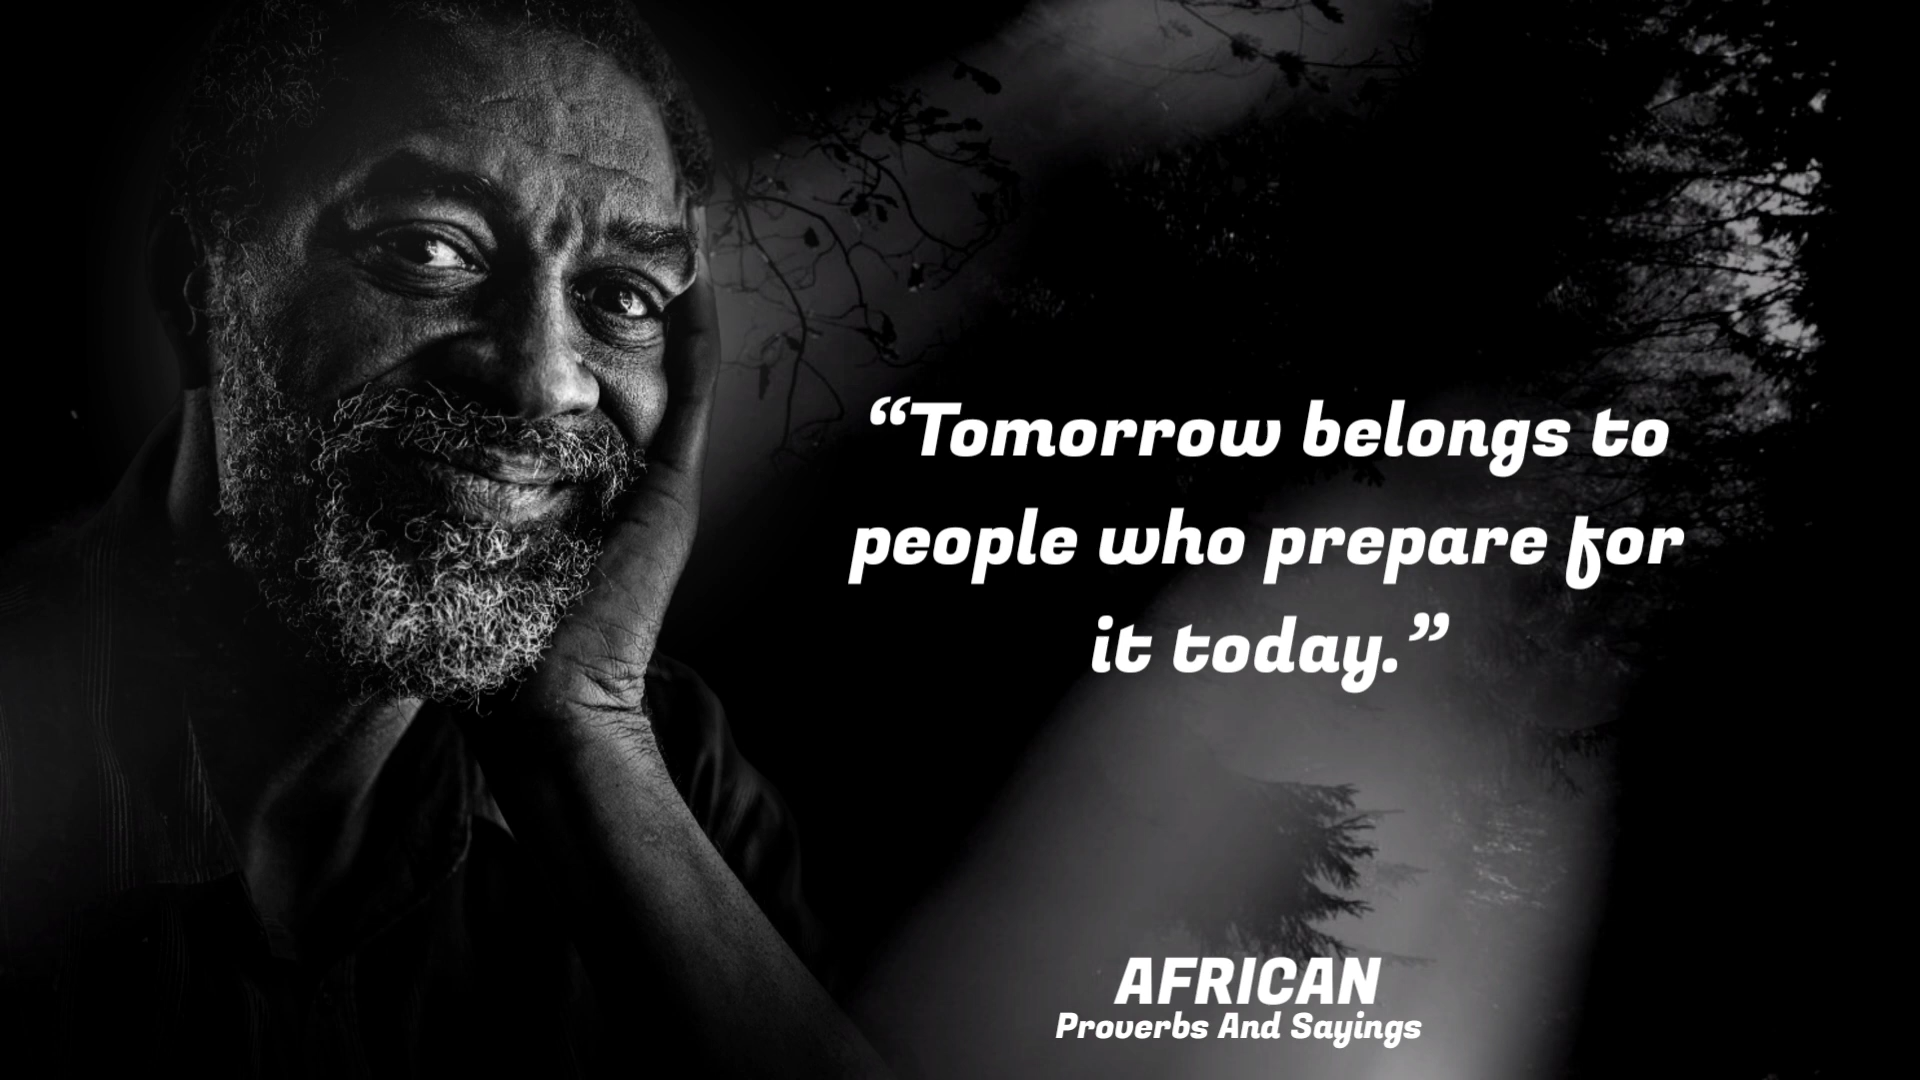 “Tomorrow belongs to
people who prepare for
it today.”
AFRICAN
Proverbs And Sayings